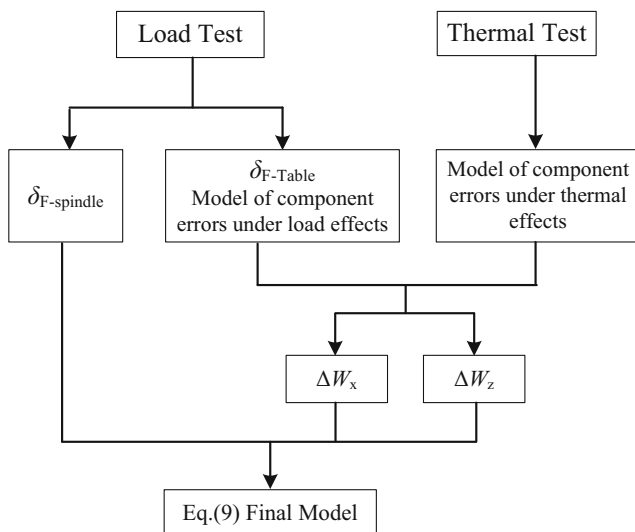 Load Test
Thermal Test
δF-spindle
δF-Table
Model of component
errors under load effects
Model of component
errors under thermal
effects
ΔWx
ΔWz
Eq.(9) Final Model